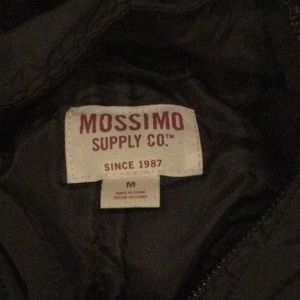 MOSSIMO
SUPPLY CO.™
SINCE 1987
M
MADE IN CHINA